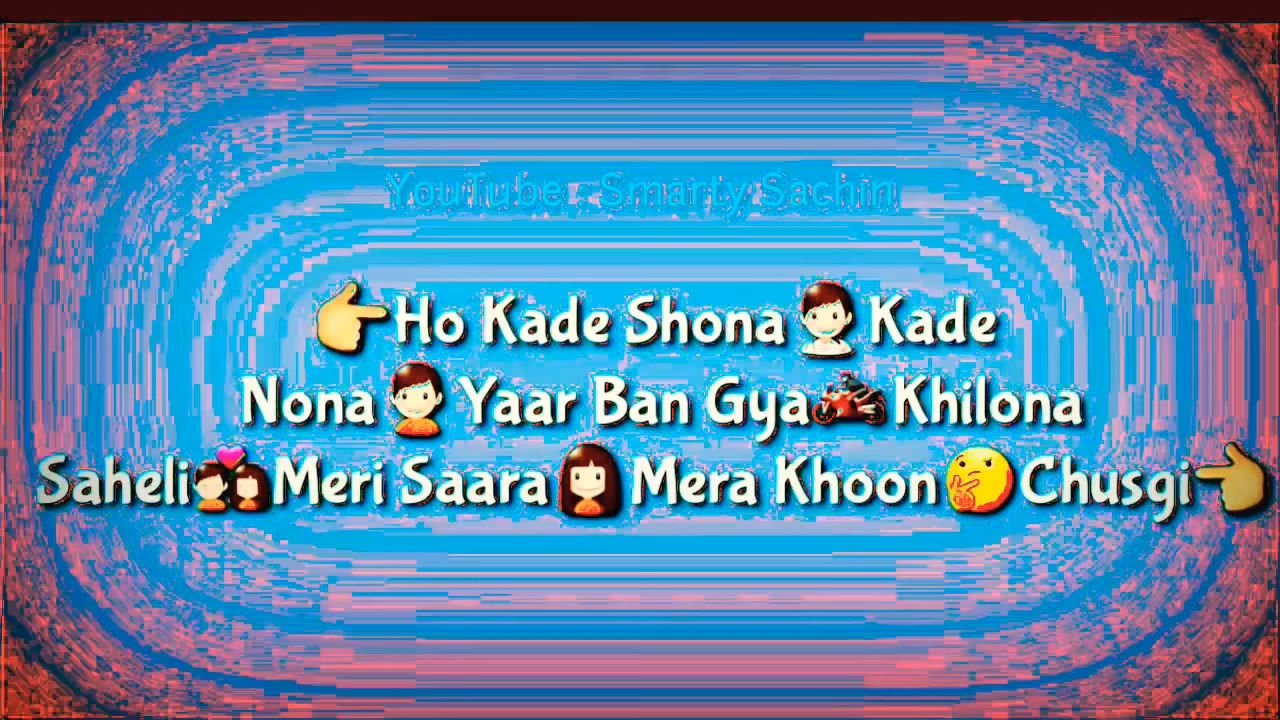 YouTube : Smarty Sachin
👉Ho Kade Shona👦Kade
Nona👦Yaar Ban Gya🏍Khilona
Saheli💑Meri Saara👧Mera Khoon🤔Chusgi👈